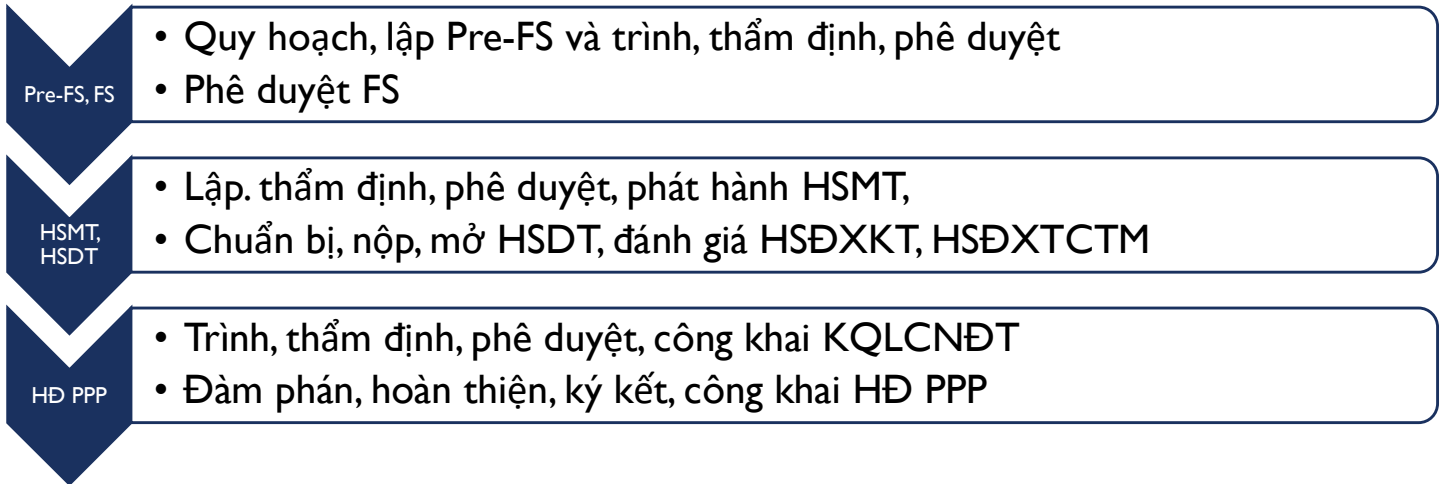 Pre-FS, FS
• Quy hoạch, lập Pre-FS và trình, thẩm định, phê duyệt
• Phê duyệt FS
HSMT,
HSDT
• Lập. thẩm định, phê duyệt, phát hành HSMT,
• Chuẩn bị, nộp, mở HSDT, đánh giá HSĐXKT, HSĐXTCTM
HĐ PPP
• Trình, thẩm định, phê duyệt, công khai KQLCNĐT
• Đàm phán, hoàn thiện, ký kết, công khai HĐ PPP